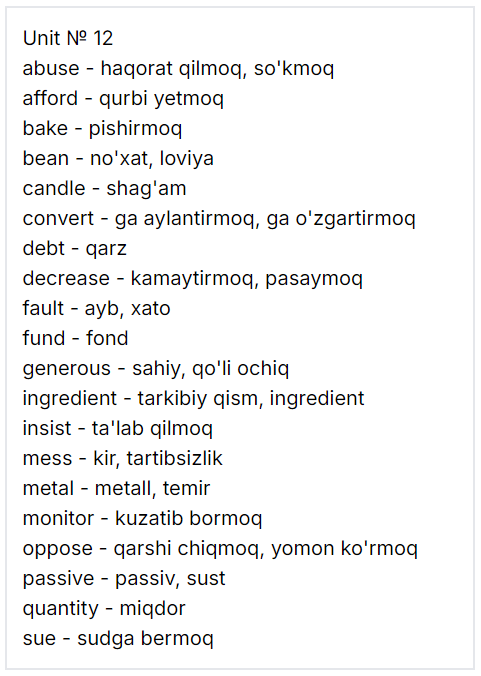 Unit № 12
abuse - haqorat qilmoq, so'kmoq
afford - qurbi yetmoq
bake - pishirmoq
bean - no'xat, loviya
candle - shag'am
convert - ga aylantirmoq, ga o'zgartirmoq
debt - qarz
decrease - kamaytirmoq, pasaymoq
fault - ayb, xato
fund - fond
generous - sahiy, qo'li ochiq
ingredient - tarkibiy qism, ingredient
insist - ta'lab qilmoq
mess - kir, tartibsizlik
metal - metall, temir
monitor - kuzatib bormoq
oppose - qarshi chiqmoq, yomon ko'rmoq
passive - passiv, sust
quantity - miqdor
sue - sudga bermoq